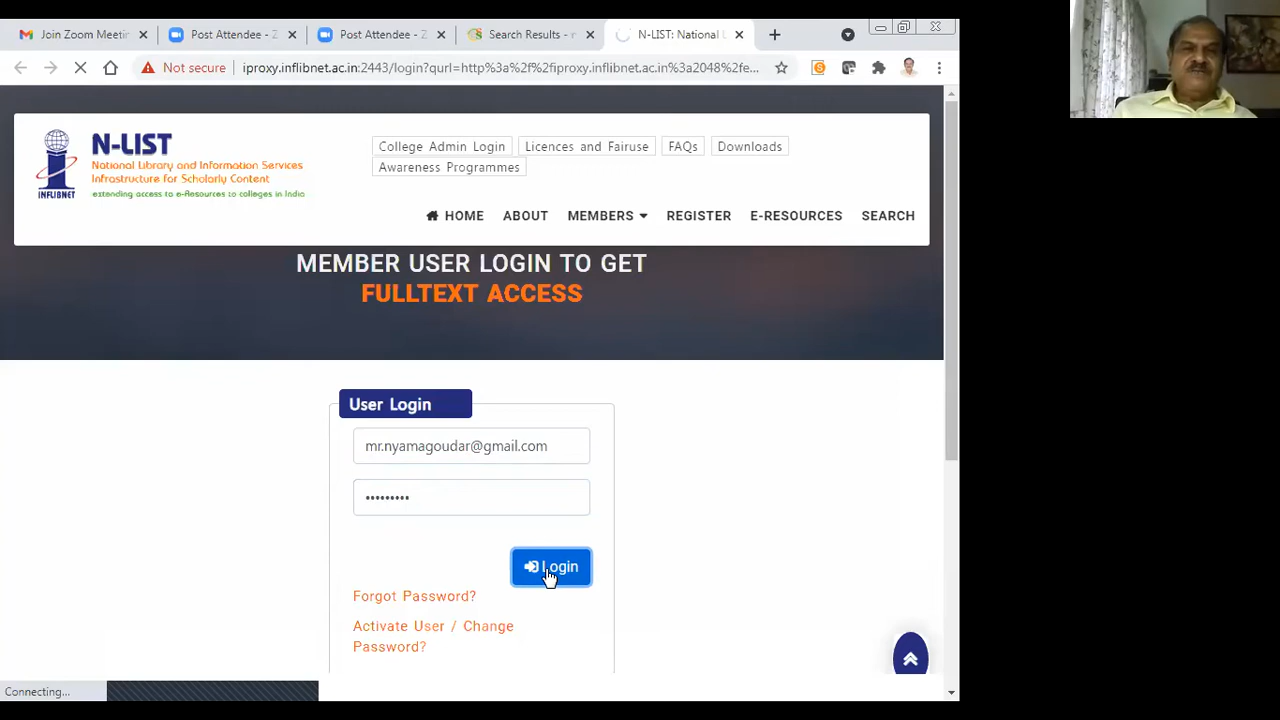 Join Zoom Meetin
Post Attendee - Z
Post Attendee - Z
Search Results - n
N-LIST: National L
Not secure
iproxy.inflibnet.ac.in:2443/login?qurl=http%3a%2f%2fiproxy.inflibnet.ac.in%3a2048%2fe...
N-LIST
National Library and Information Services
Infrastructure for Scholarly Content
extending access to e-Resources to colleges in India
INFLIBNET
College Admin Login
Licences and Fairuse
FAQs
Downloads
Awareness Programmes
HOME
ABOUT
MEMBERS
REGISTER
E-RESOURCES
SEARCH
MEMBER USER LOGIN TO GET
FULLTEXT ACCESS
User Login
mr.nyamagoudar@gmail.com
•••••••••
Login
Forgot Password?
Activate User / Change
Password?
Connecting...